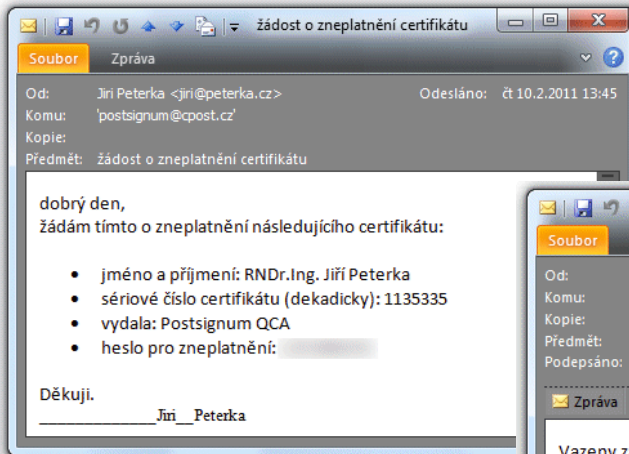 žádost o zneplatnění certifikátu
Soubor Zpráva
Od: Jiri Peterka <jiri@peterka.cz> Odesláno: čt 10.2.2011 13:45
Komu: 'postsignum@cpost.cz'
Kopie:
Předmět: žádost o zneplatnění certifikátu
dobrý den,
žádám tímto o zneplatnění následujícího certifikátu:
• jméno a příjmení: RNDr.Ing. Jiří Peterka
• sériové číslo certifikátu (dekadicky): 1135335
• vydala: Postsignum QCA
• heslo pro zneplatnění:
Děkuji.
_____________Jiri__Peterka
Soubor
Od:
Komu:
Kopie:
Předmět:
Podepsáno:
Zpráva
Vazeny z